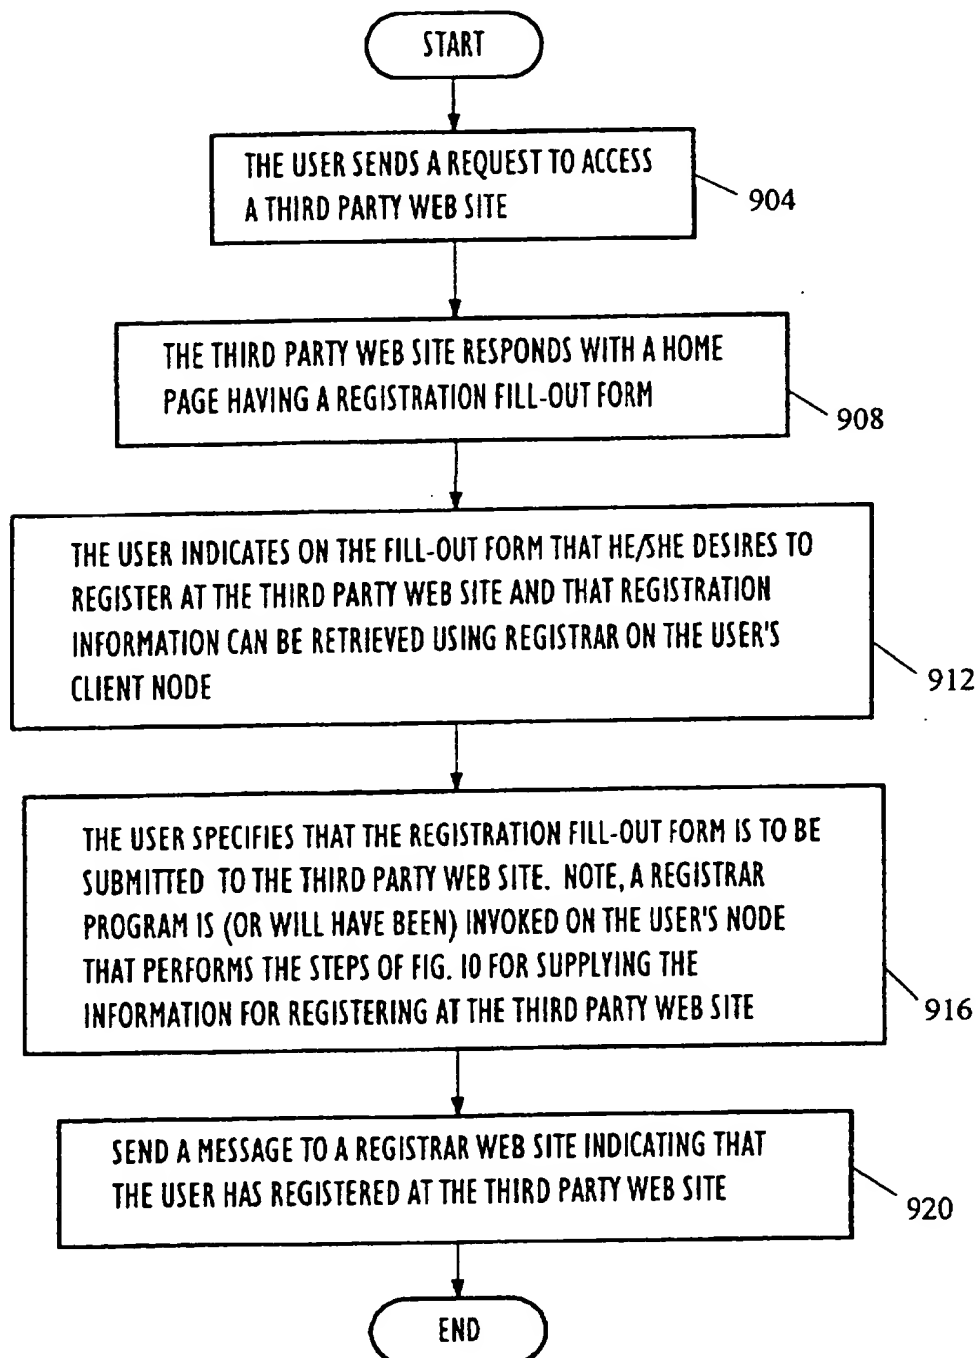 START
THE USER SENDS A REQUEST TO ACCESS
A THIRD PARTY WEB SITE
904
THE THIRD PARTY WEB SITE RESPONDS WITH A HOME
PAGE HAVING A REGISTRATION FILL-OUT FORM
908
THE USER INDICATES ON THE FILL-OUT FORM THAT HE/SHE DESIRES TO
REGISTER AT THE THIRD PARTY WEB SITE AND THAT REGISTRATION
INFORMATION CAN BE RETRIEVED USING REGISTRAR ON THE USER'S
CLIENT NODE
912
THE USER SPECIFIES THAT THE REGISTRATION FILL-OUT FORM IS TO BE
SUBMITTED TO THE THIRD PARTY WEB SITE. NOTE, A REGISTRAR
PROGRAM IS (OR WILL HAVE BEEN) INVOKED ON THE USER'S NODE
THAT PERFORMS THE STEPS OF FIG. 10 FOR SUPPLYING THE
INFORMATION FOR REGISTERING AT THE THIRD PARTY WEB SITE
916
SEND A MESSAGE TO A REGISTRAR WEB SITE INDICATING THAT
THE USER HAS REGISTERED AT THE THIRD PARTY WEB SITE
920
END